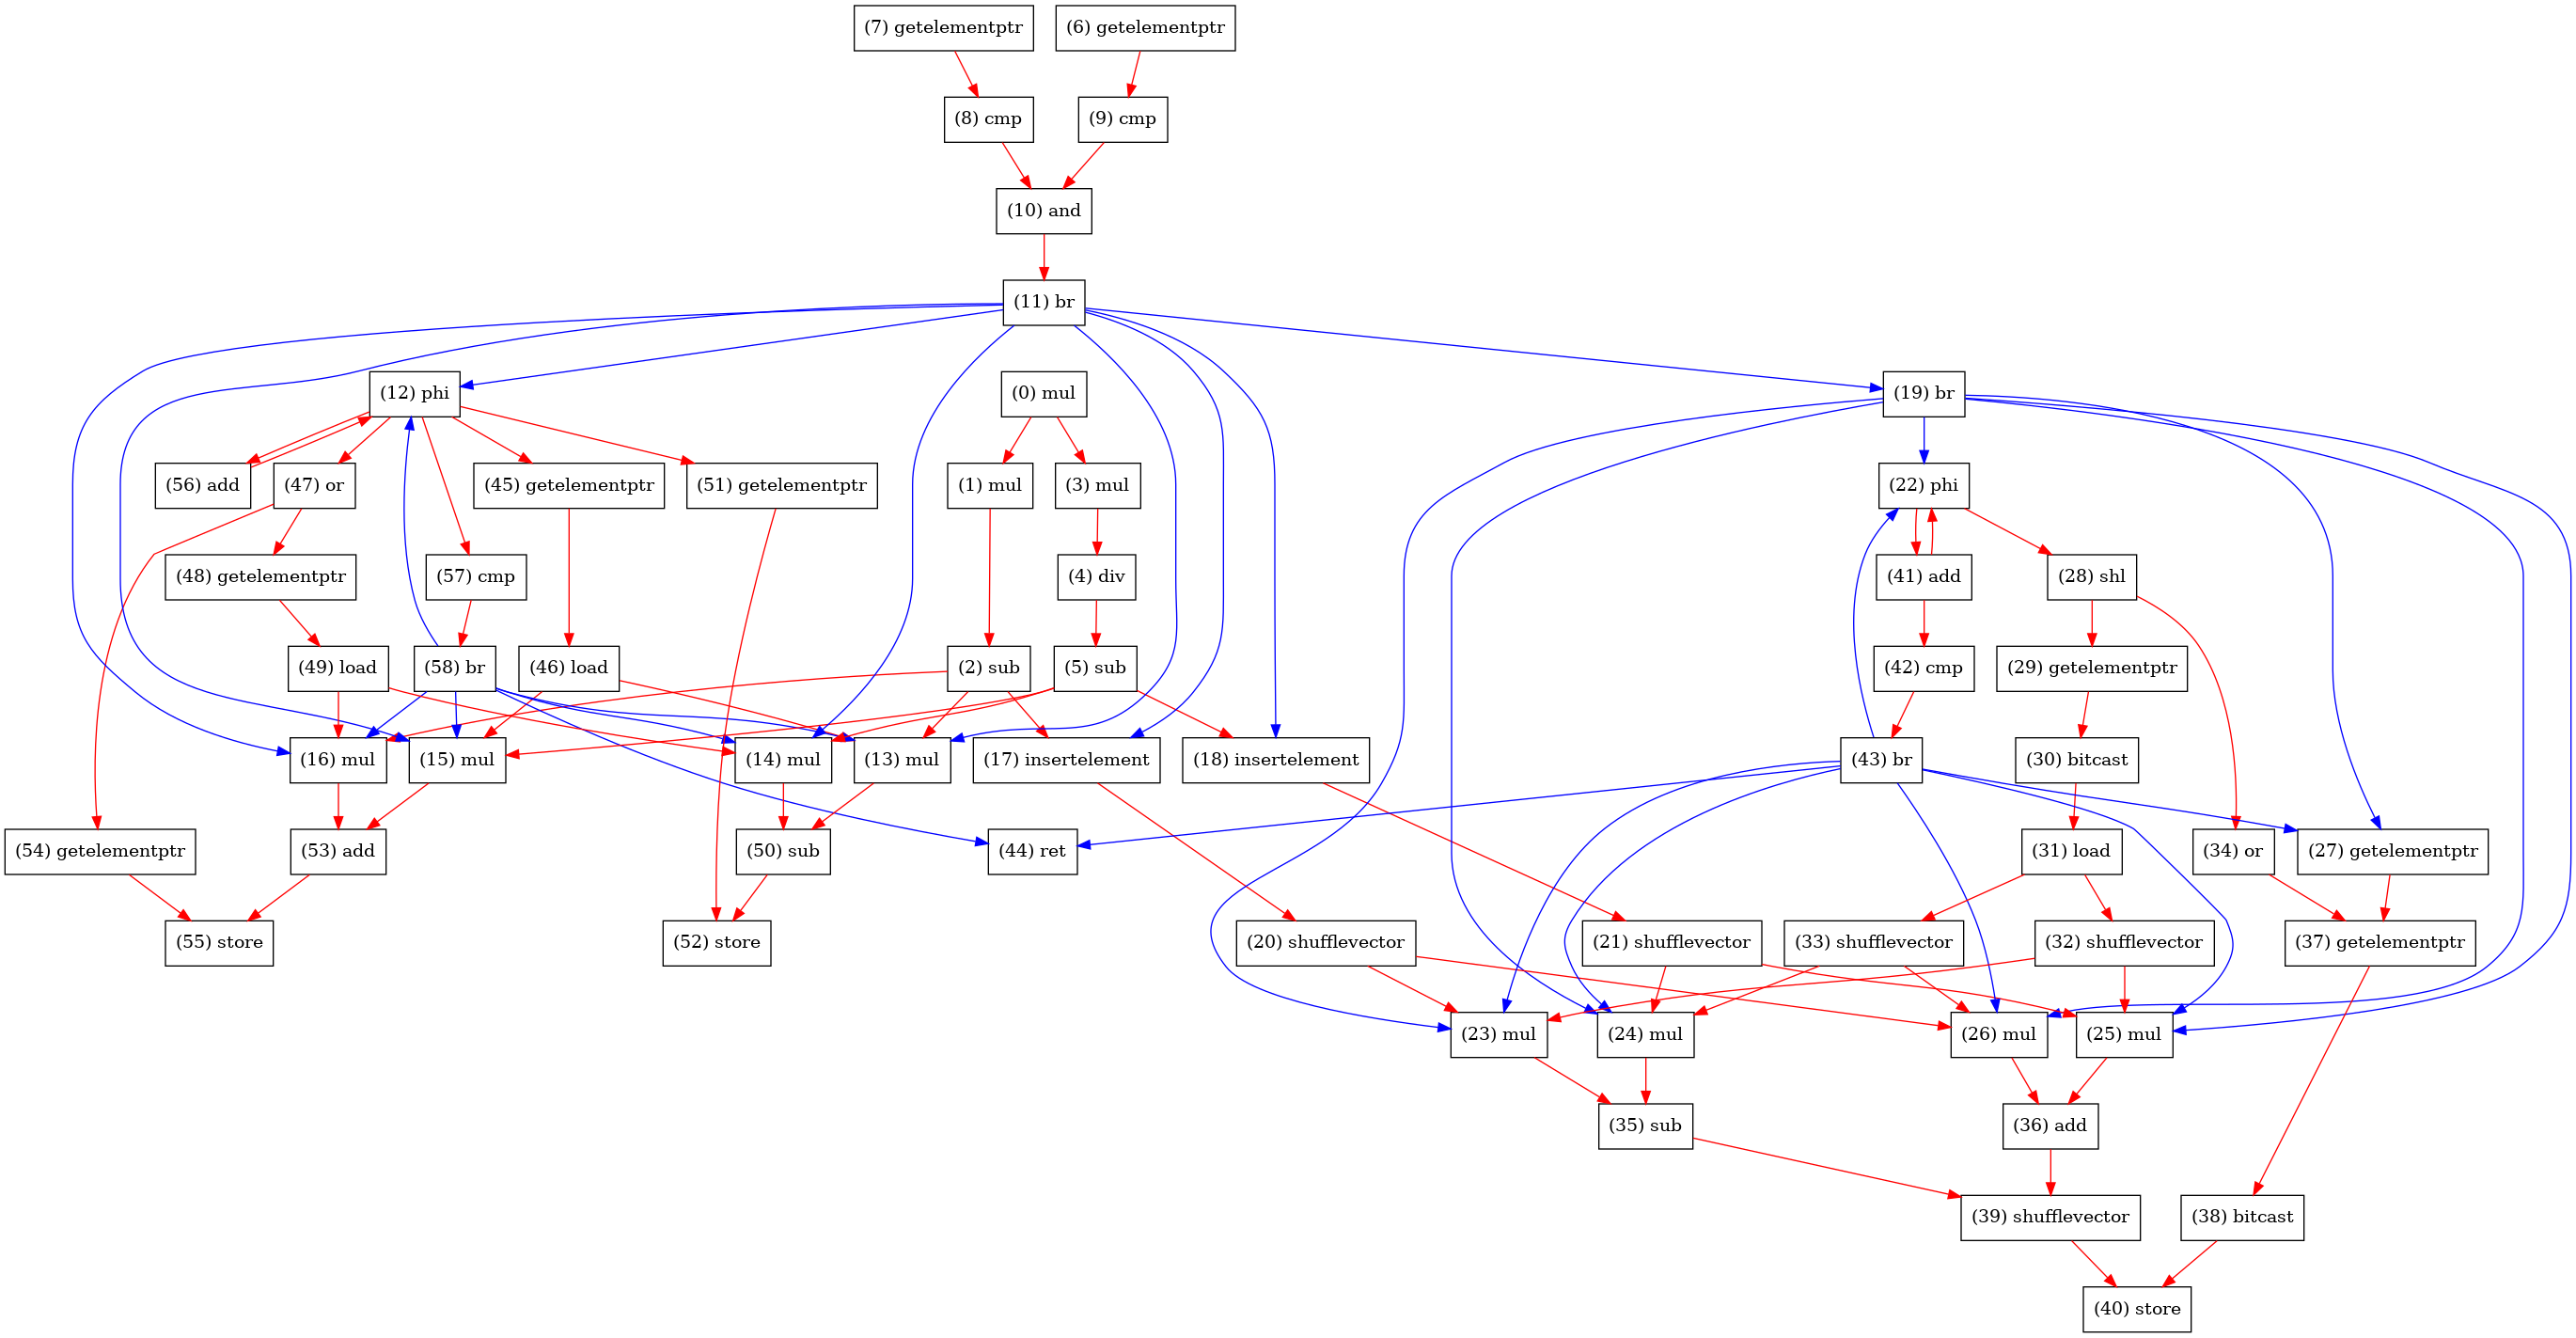 (7) getelementptr
(6) getelementptr
(8) cmp
(9) cmp
(10) and
(11) br
(12) phi
(0) mul
(19) br
(56) add
(47) or
(45) getelementptr
(51) getelementptr
(1) mul
(3) mul
(22) phi
(48) getelementptr
(57) cmp
(4) div
(41) add
(28) shl
(49) load
(58) br
(46) load
(2) sub
(5) sub
(42) cmp
(29) getelementptr
(16) mul
(15) mul
(14) mul
(13) mul
(17) insertelement
(18) insertelement
(43) br
(30) bitcast
(54) getelementptr
(53) add
(50) sub
(44) ret
(31) load
(34) or
(27) getelementptr
(55) store
(52) store
(20) shufflevector
(21) shufflevector
(33) shufflevector
(32) shufflevector
(37) getelementptr
(23) mul
(24) mul
(26) mul
(25) mul
(35) sub
(36) add
(39) shufflevector
(38) bitcast
(40) store